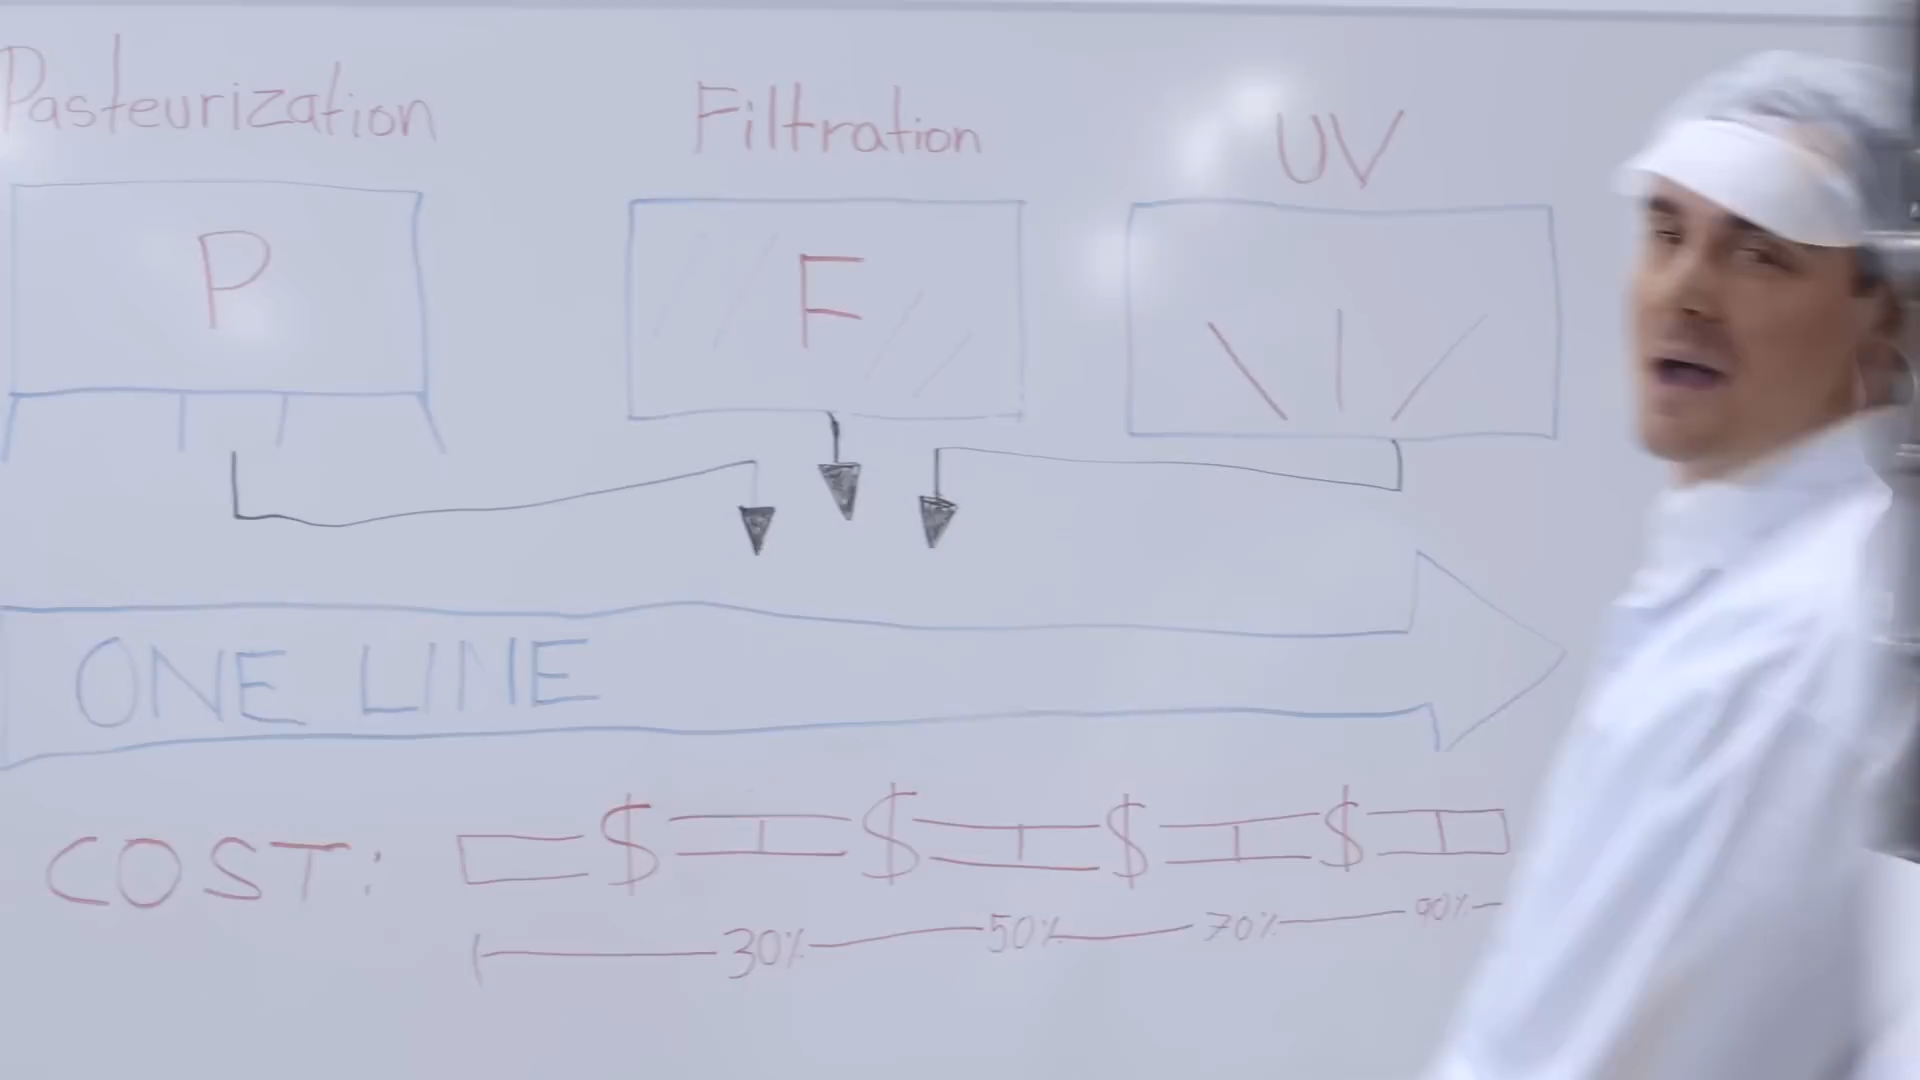 Pasteurization Filtration UV
P F
ONE LINE
COST: $ $ $ $
30% 50% 70% 90%